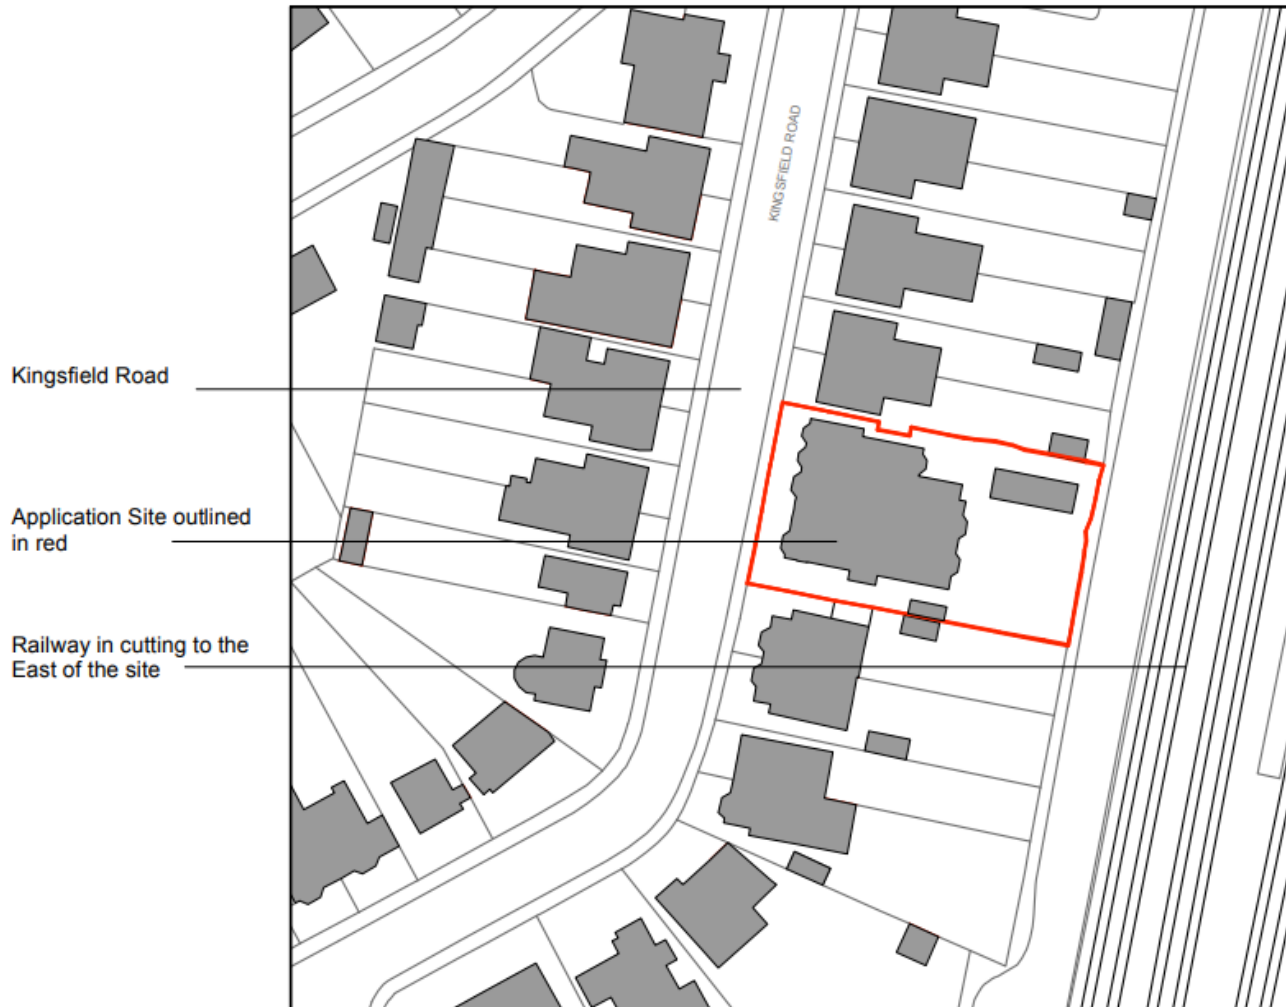 KINGSFIELD ROAD
Kingsfield Road
Application Site outlined
in red
Railway in cutting to the
East of the site